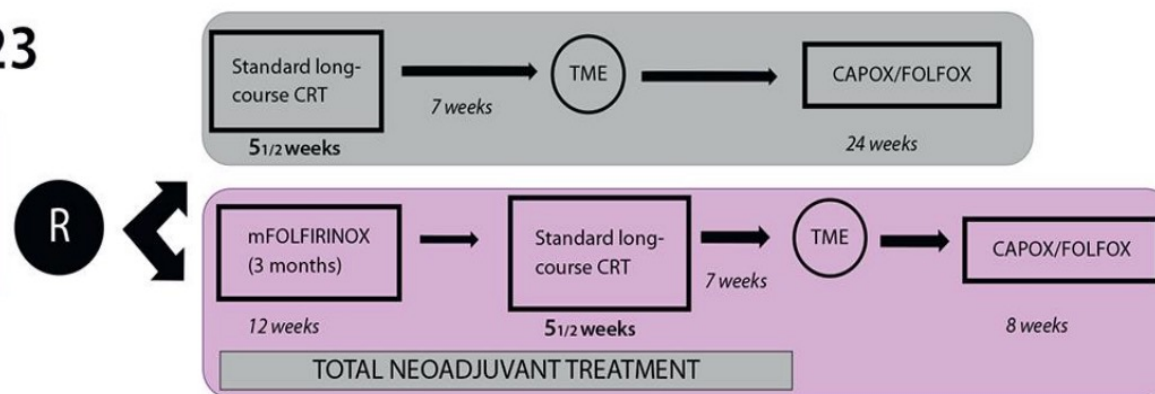 23
Standard long-
course CRT
7 weeks
TME
CAPOX/FOLFOX
5 1/2 weeks
24 weeks
R
mFOLFIRINOX
(3 months)
Standard long-
course CRT
7 weeks
TME
CAPOX/FOLFOX
12 weeks
5 1/2 weeks
8 weeks
TOTAL NEOADJUVANT TREATMENT